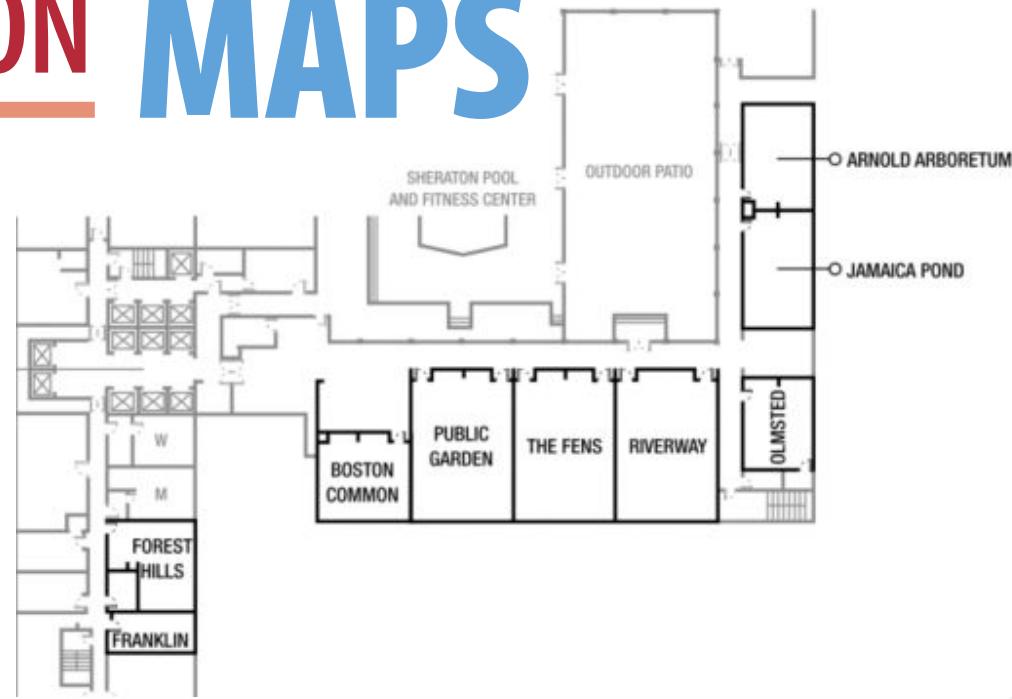 ON
MAPS
SHERATON POOL
AND FITNESS CENTER
OUTDOOR PATIO
ARNOLD ARBORETUM
JAMAICA POND
PUBLIC
GARDEN
THE FENS
RIVERWAY
OLMSTED
BOSTON
COMMON
W
M
FOREST
HILLS
FRANKLIN